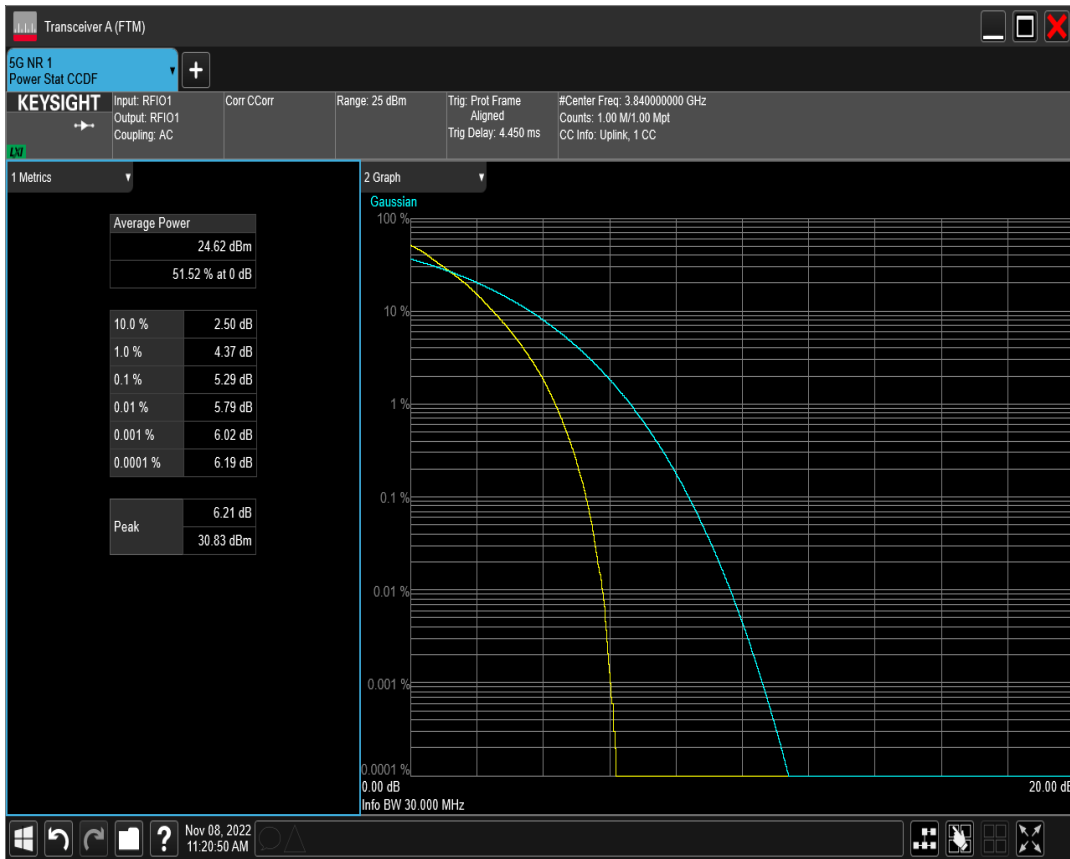 Transceiver A (FTM)
5G NR 1
Power Stat CCDF
+
KEYSIGHT
LXI
Input: RFIO1
Output: RFIO1
Coupling: AC
Corr CCorr
Range: 25 dBm
Trig: Prot Frame
Aligned
Trig Delay: 4.450 ms
#Center Freq: 3.840000000 GHz
Counts: 1.00 M/1.00 Mpt
CC Info: Uplink, 1 CC
1 Metrics
Average Power
24.62 dBm
51.52 % at 0 dB
10.0 % 2.50 dB
1.0 % 4.37 dB
0.1 % 5.29 dB
0.01 % 5.79 dB
0.001 % 6.02 dB
0.0001 % 6.19 dB
Peak
6.21 dB
30.83 dBm
2 Graph
Gaussian
100 %
10 %
1 %
0.1 %
0.01 %
0.001 %
0.0001 %
0.00 dB 20.00 dB
Info BW 30.000 MHz
?
Nov 08, 2022
11:20:50 AM